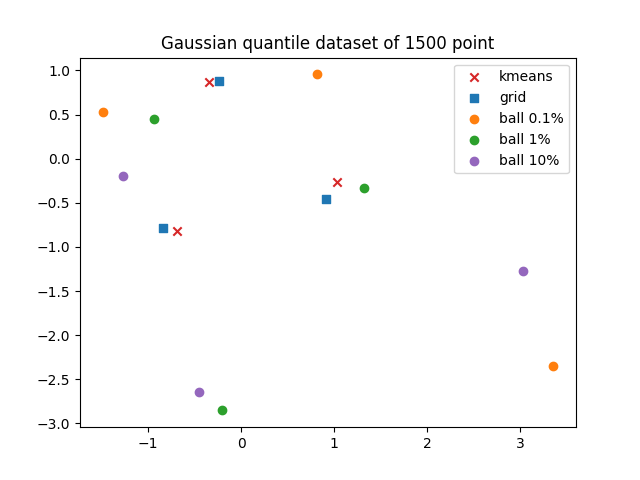 Gaussian quantile dataset of 1500 point
kmeans
grid
ball 0.1%
ball 1%
ball 10%
1.0
0.5
0.0
−0.5
−1.0
−1.5
−2.0
−2.5
−3.0
−1 0 1 2 3